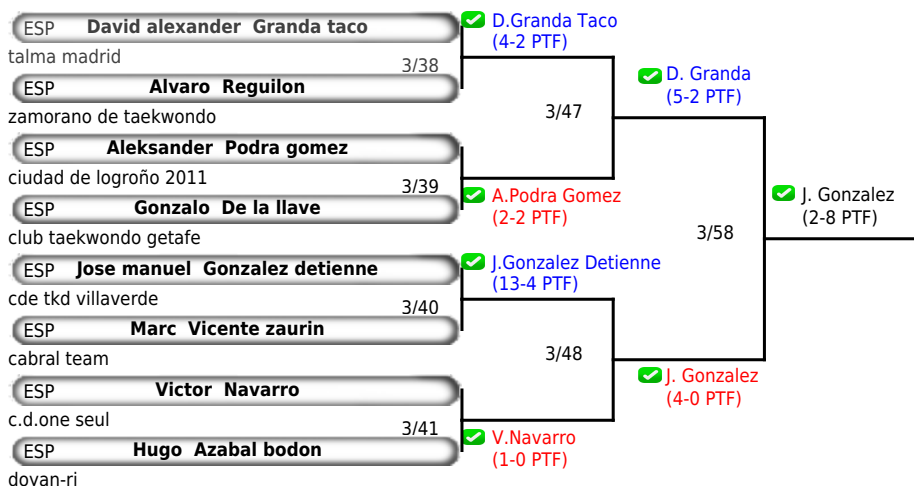 ESP David alexander Granda taco
talma madrid
3/38
ESP Alvaro Reguilon
zamorano de taekwondo
ESP Aleksander Podra gomez
ciudad de logroño 2011
3/39
ESP Gonzalo De la llave
club taekwondo getafe
ESP Jose manuel Gonzalez detienne
cde tkd villaverde
3/40
ESP Marc Vicente zaurin
cabral team
ESP Victor Navarro
c.d.one seul
3/41
ESP Hugo Azabal bodon
doyan-ri
D.Granda Taco
(4-2 PTF)
3/47
A.Podra Gomez
(2-2 PTF)
J.Gonzalez Detienne
(13-4 PTF)
3/48
V.Navarro
(1-0 PTF)
D. Granda
(5-2 PTF)
3/58
J. Gonzalez
(4-0 PTF)
J. Gonzalez
(2-8 PTF)